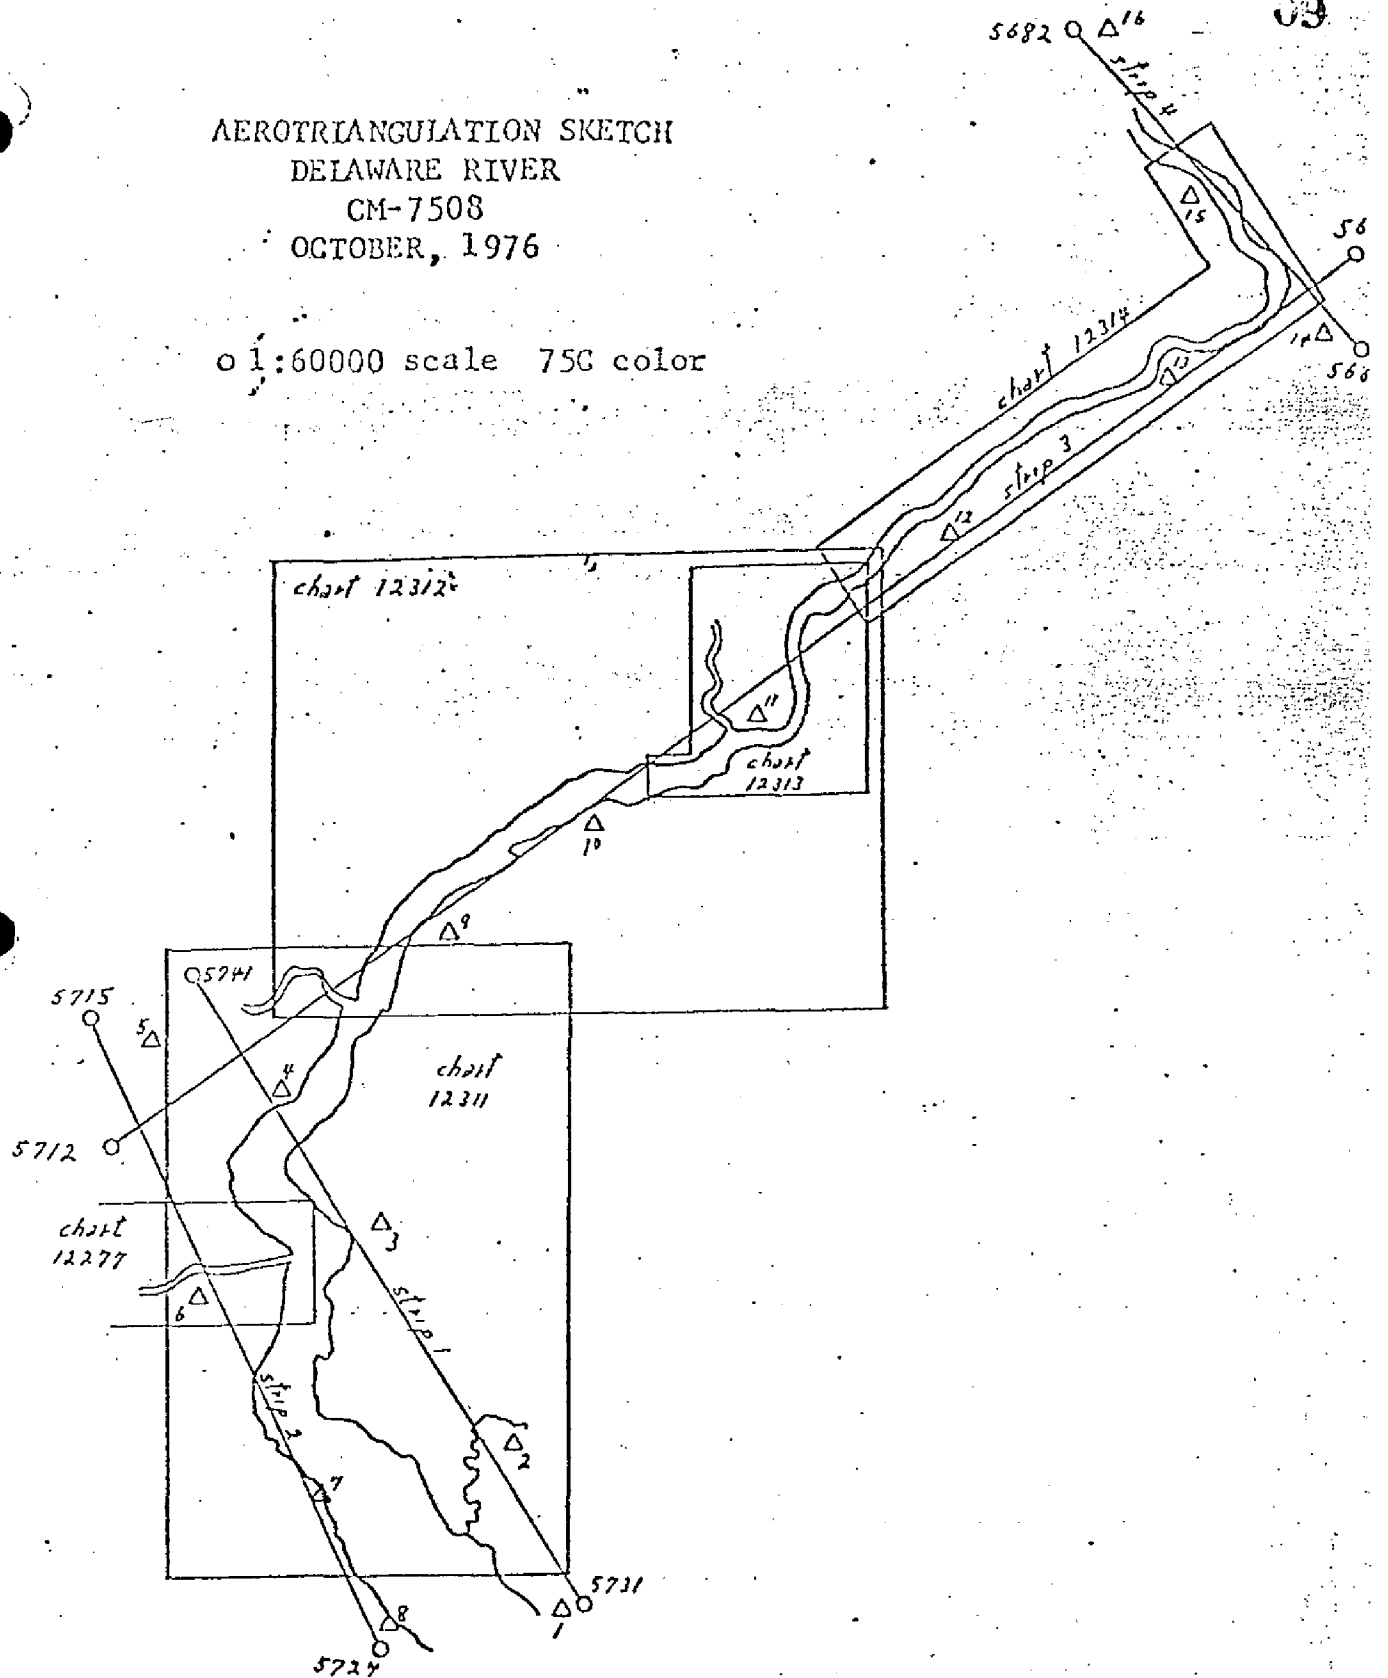 5682
16
strip 4
AEROTRIANGULATION SKETCH
DELAWARE RIVER
CM-7508
OCTOBER, 1976
15
56
o 1:60000 scale 75C color
chart 12314
14
13
566
strip 3
12
chart 12312
11
chart
12313
10
9
5741
5715
5
4
chart
12311
5712
3
chart
12277
6
strip 1
strip 2
2
7
5731
8
1
5727